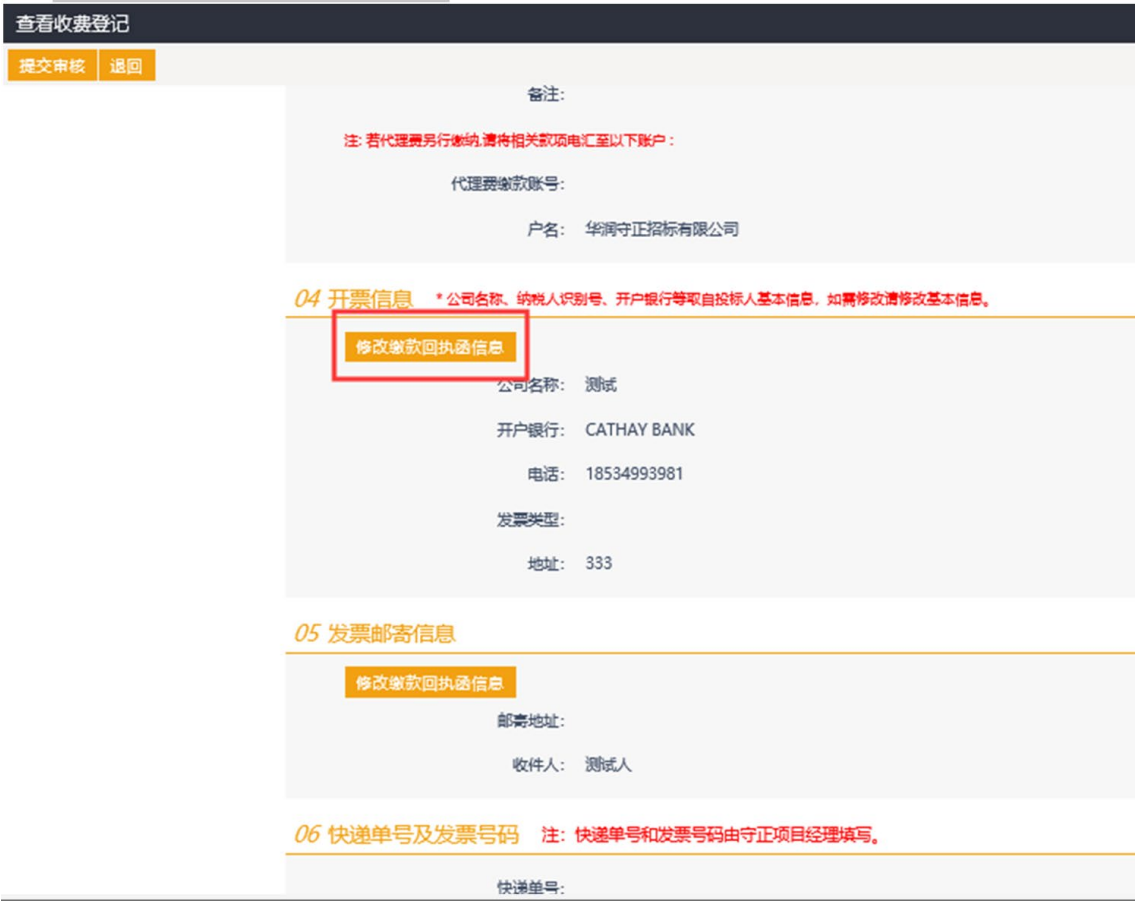 查看收费登记
提交审核 退回
备注:
注: 若代理费另行缴纳,请将相关款项电汇至以下账户:
代理费缴款账号:
户名: 华润守正招标有限公司
04 开票信息 * 公司名称、纳税人识别号、开户银行等取自投标人基本信息, 如需修改请修改基本信息。
修改缴款回执函信息
公司名称: 测试
开户银行: CATHAY BANK
电话: 18534993981
发票类型:
地址: 333
05 发票邮寄信息
修改缴款回执函信息
邮寄地址:
收件人: 测试人
06 快递单号及发票号码 注: 快递单号和发票号码由守正项目经理填写。
快递单号: